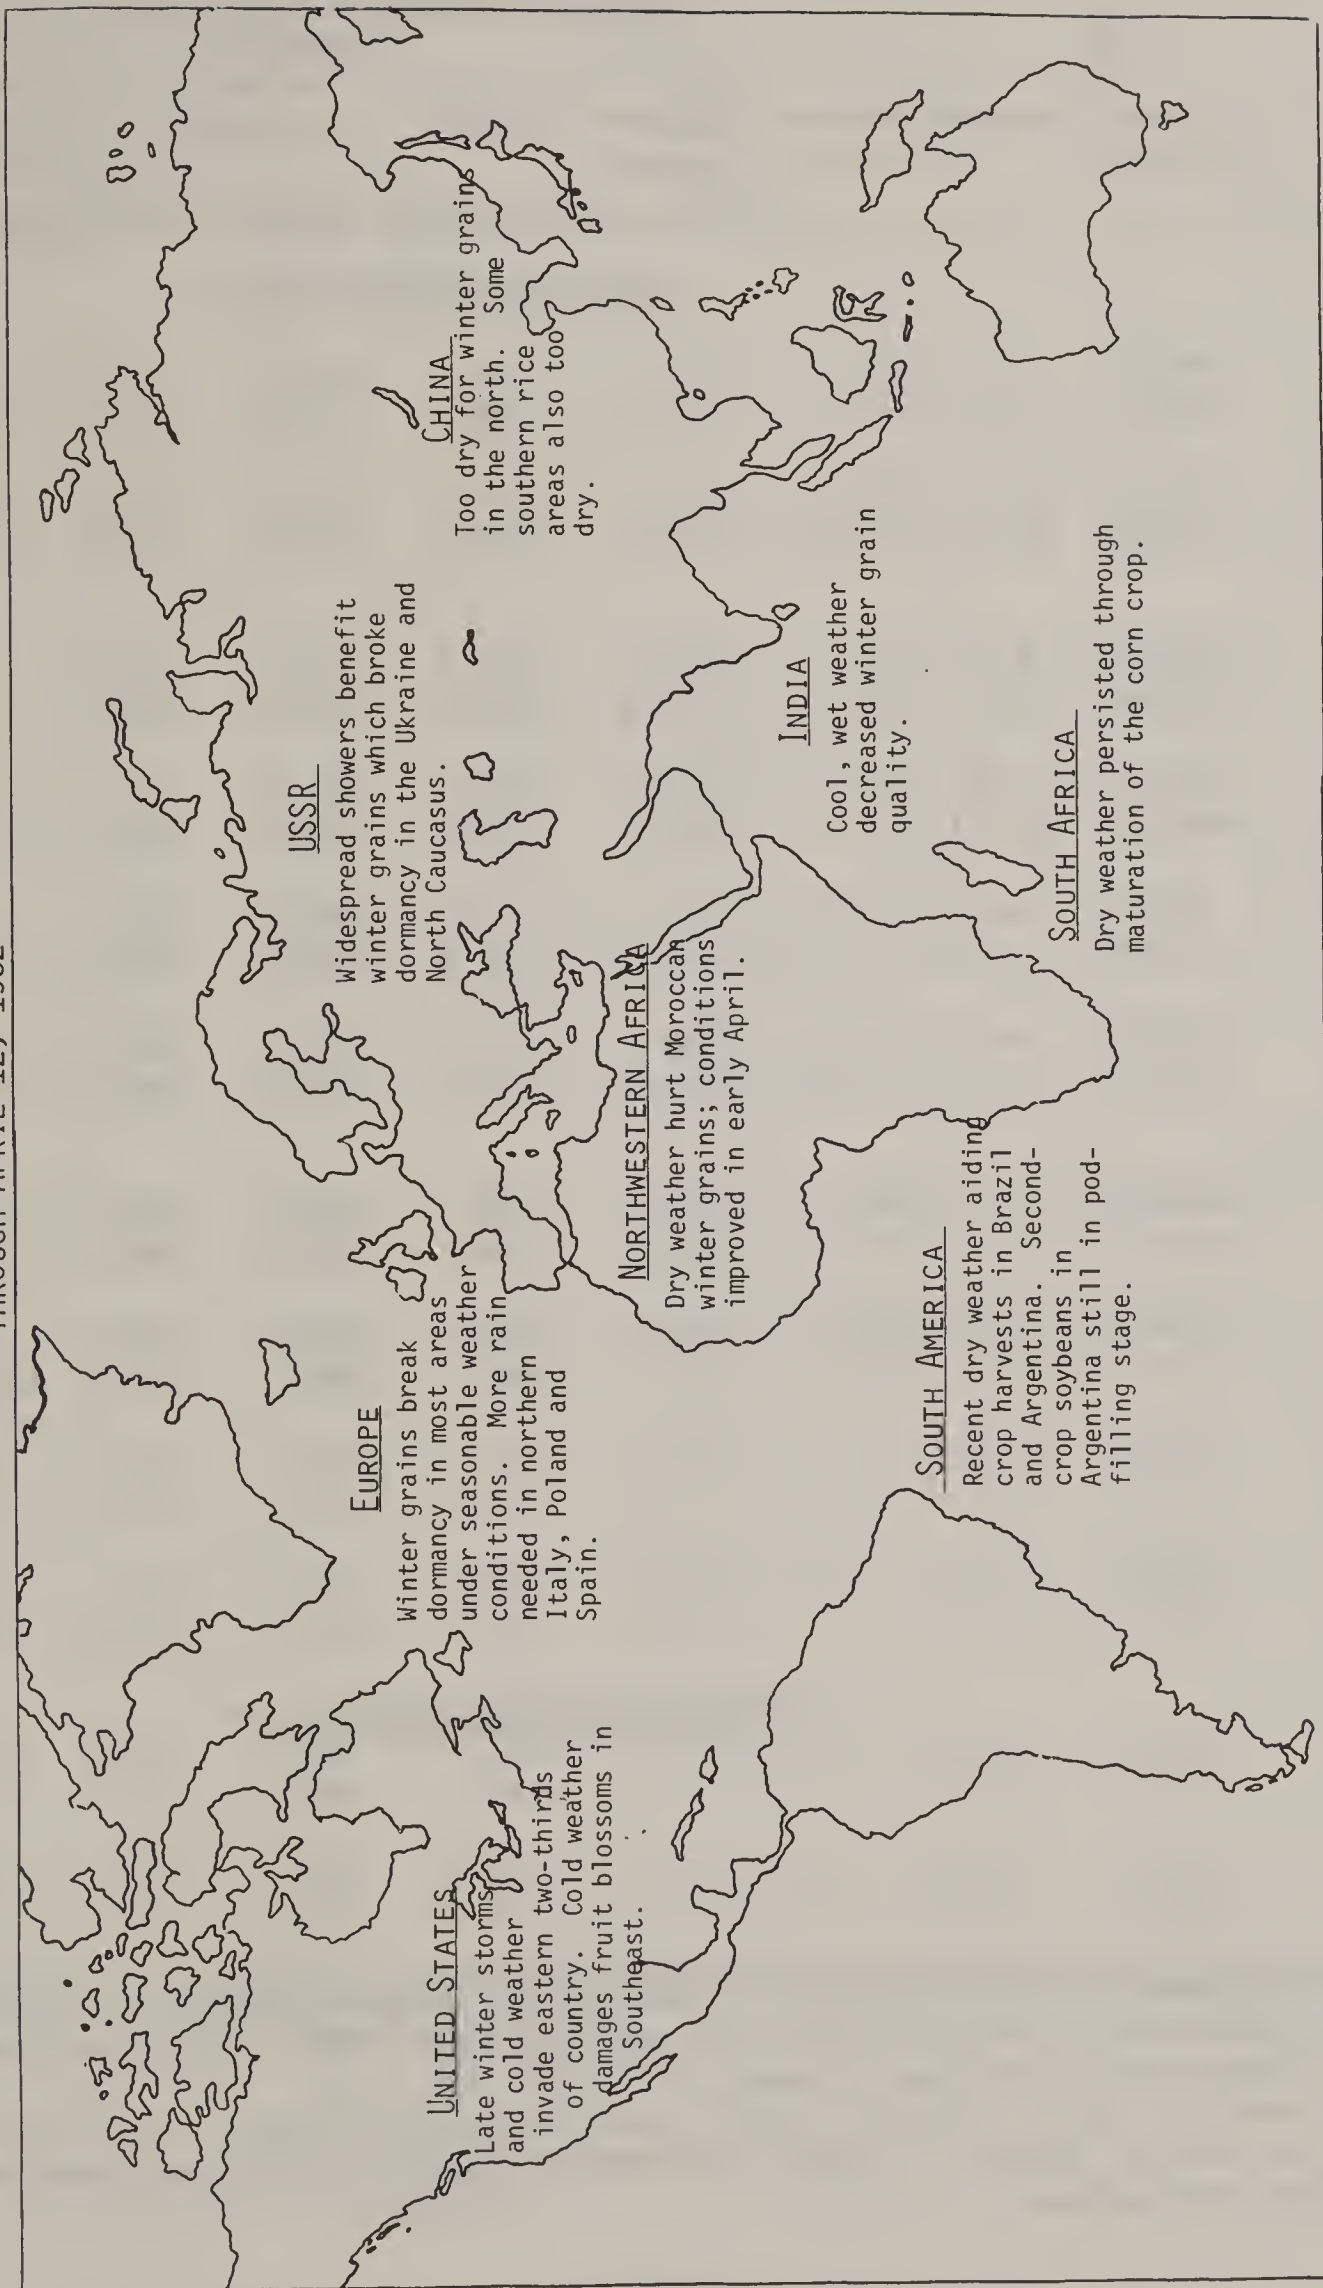 THROUGH APRIL 12, 1982
UNITED STATES
Late winter storms
and cold weather
invade eastern two-thirds
of country. Cold weather
damages fruit blossoms in
Southeast.
EUROPE
Winter grains break
dormancy in most areas
under seasonable weather
conditions. More rain
needed in northern
Italy, Poland and
Spain.
USSR
Widespread showers benefit
winter grains which broke
dormancy in the Ukraine and
North Caucasus.
CHINA
Too dry for winter grains
in the north. Some
southern rice
areas also too
dry.
NORTHWESTERN AFRICA
Dry weather hurt Moroccan
winter grains; conditions
improved in early April.
INDIA
Cool, wet weather
decreased winter grain
quality.
SOUTH AMERICA
Recent dry weather aiding
crop harvests in Brazil
and Argentina. Second-
crop soybeans in
Argentina still in pod-
filling stage.
SOUTH AFRICA
Dry weather persisted through
maturation of the corn crop.